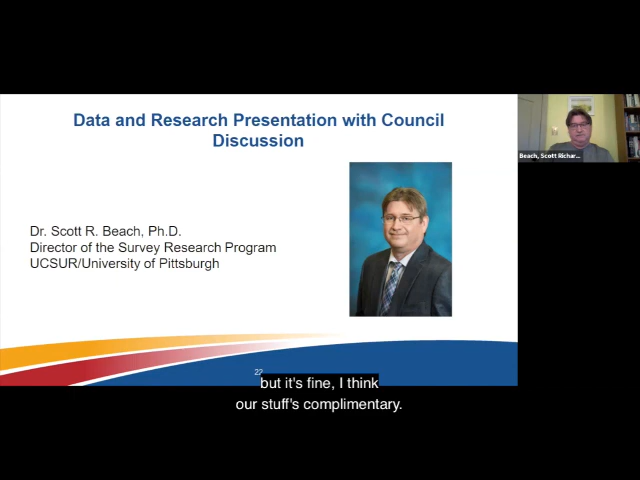 Data and Research Presentation with Council
Discussion
Beach, Scott Richar...
Dr. Scott R. Beach, Ph.D.
Director of the Survey Research Program
UCSUR/University of Pittsburgh
22
but it's fine, I think
our stuff's complimentary.